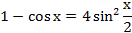 1 − cos x = 4 sin² x/2